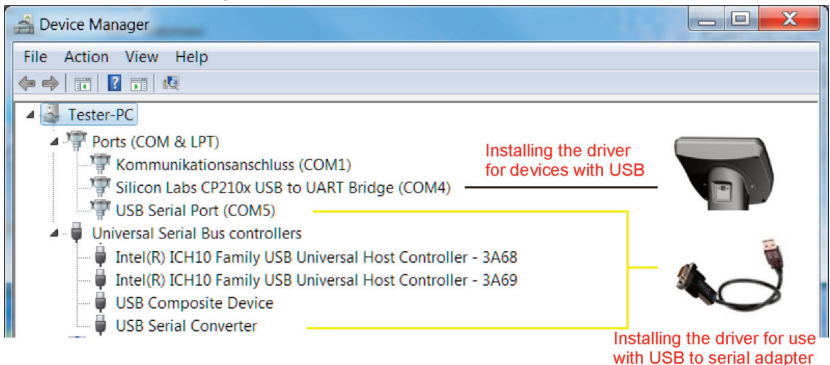 Device Manager
X
File Action View Help
?
Tester-PC
Ports (COM & LPT)
Kommunikationsanschluss (COM1)
Silicon Labs CP210x USB to UART Bridge (COM4)
USB Serial Port (COM5)
Universal Serial Bus controllers
Intel(R) ICH10 Family USB Universal Host Controller - 3A68
Intel(R) ICH10 Family USB Universal Host Controller - 3A69
USB Composite Device
USB Serial Converter
Installing the driver
for devices with USB
Installing the driver for use
with USB to serial adapter